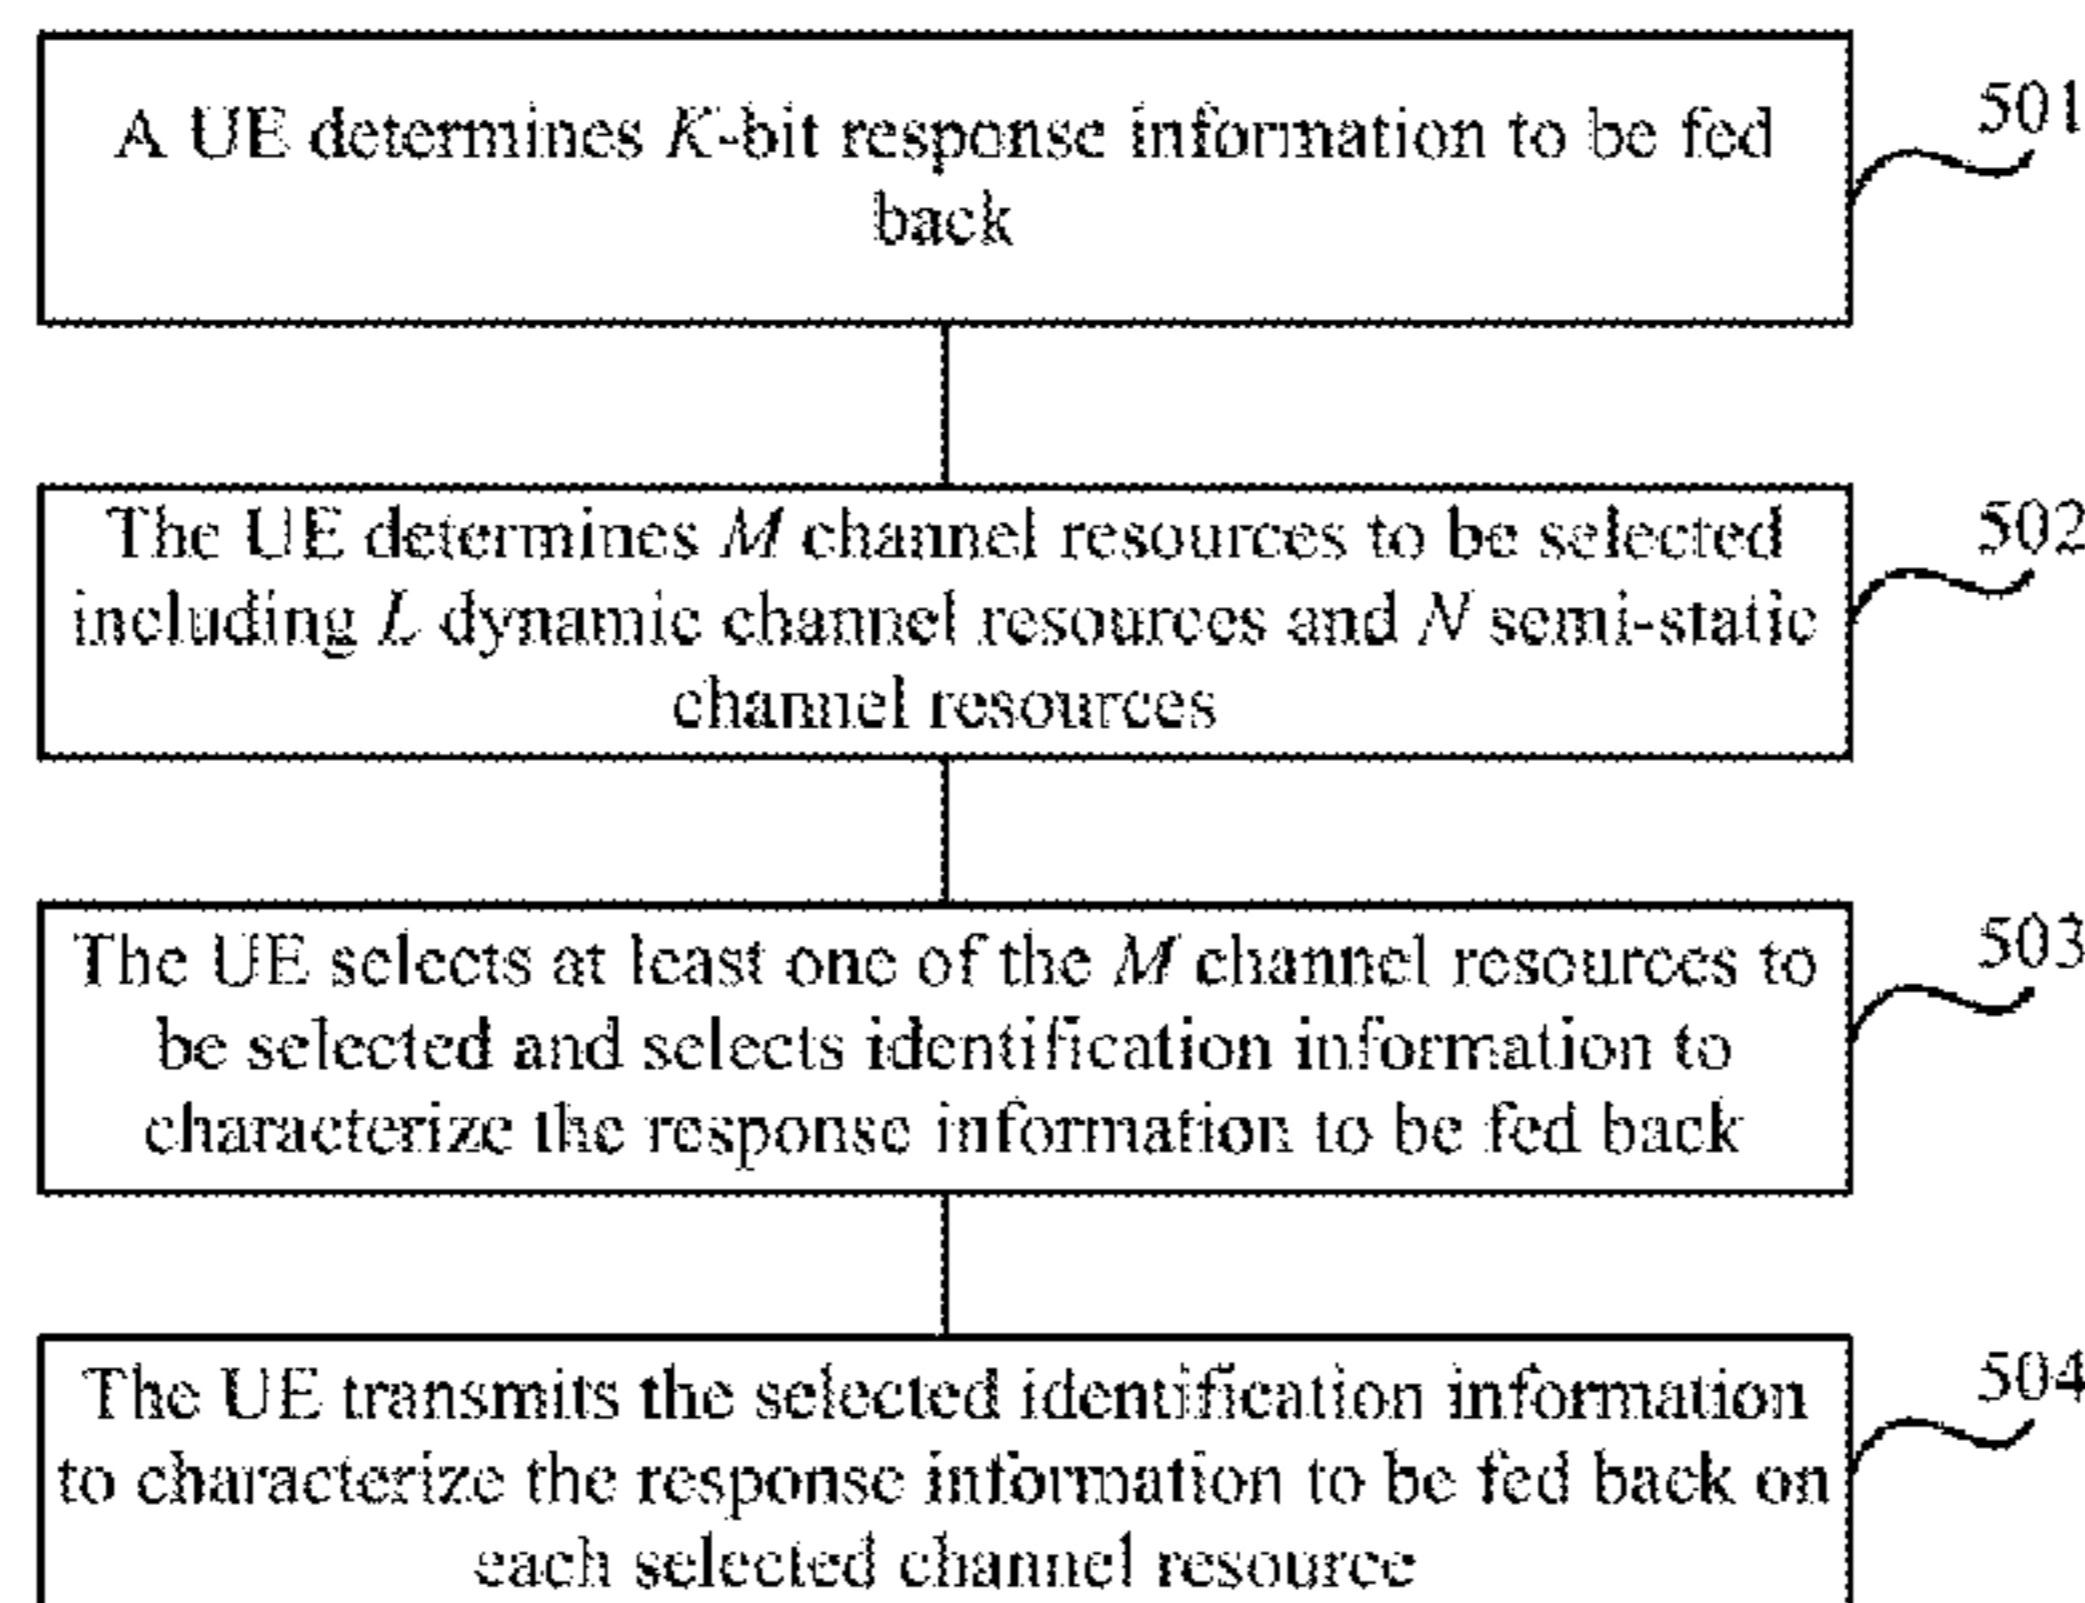 A UE determines K-bit response information to be fed
back
501
The UE determines M channel resources to be selected
including L dynamic channel resources and N semi-static
channel resources
502
The UE selects at least one of the M channel resources to
be selected and selects identification information to
characterize the response information to be fed back
503
The UE transmits the selected identification information
to characterize the response information to be fed back on
each selected channel resource
504